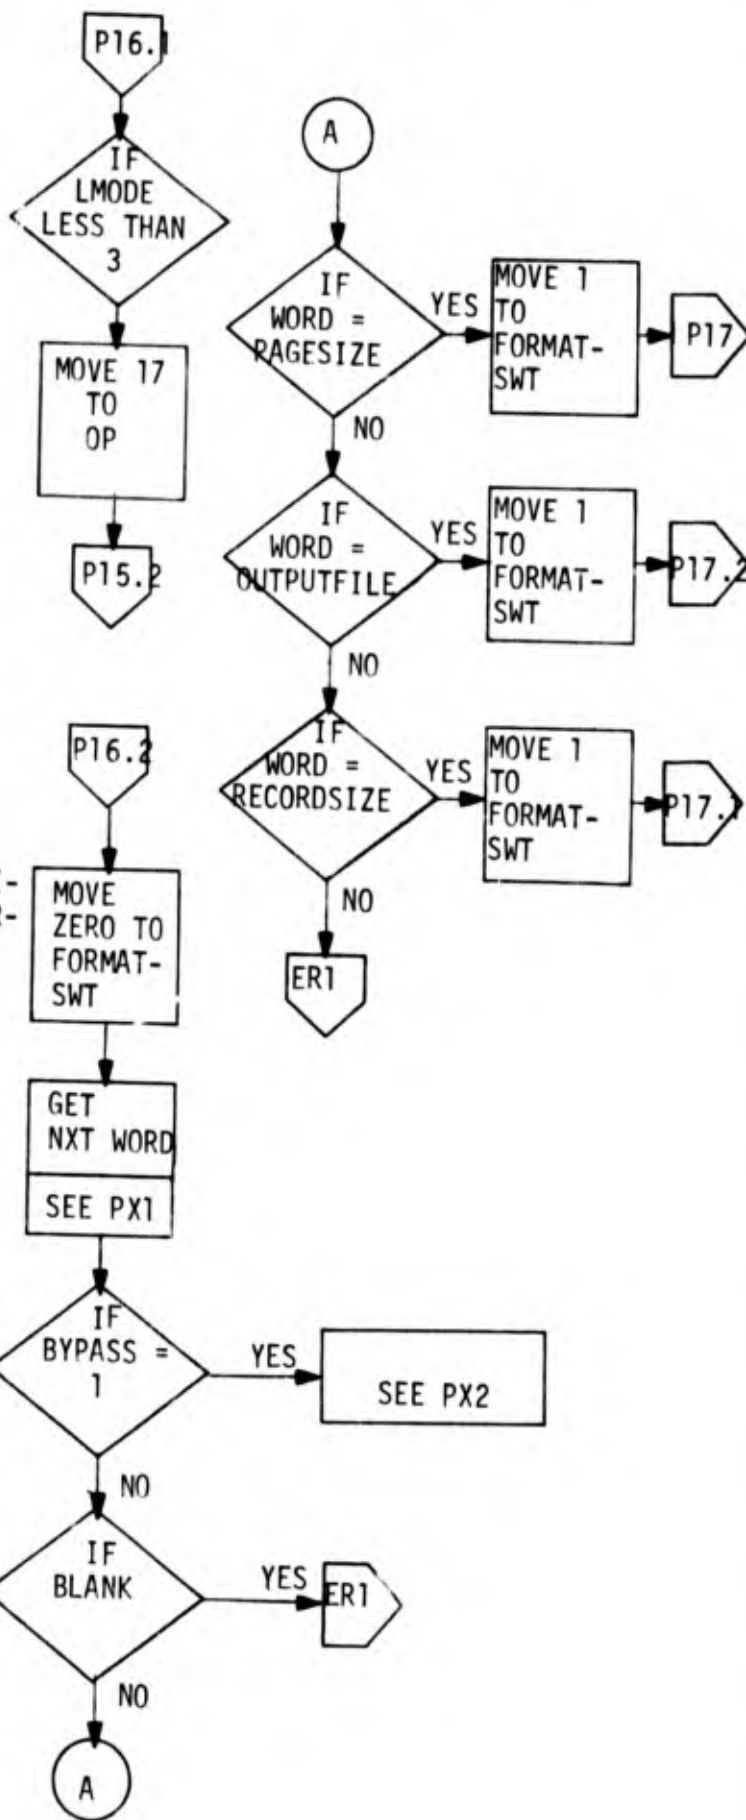 P16.1
IF
LMODE
LESS THAN
3
MOVE 17
TO
OP
P15.2
P16.2
MOVE
ZERO TO
FORMAT-
SWT
GET
NXT WORD
SEE PX1
IF
BYPASS =
1
YES
SEE PX2
NO
IF
BLANK
YES
ER1
NO
A
A
IF
WORD =
PAGESIZE
YES
MOVE 1
TO
FORMAT-
SWT
P17
NO
IF
WORD =
OUTPUTFILE
YES
MOVE 1
TO
FORMAT-
SWT
P17.2
NO
IF
WORD =
RECORDSIZE
YES
MOVE 1
TO
FORMAT-
SWT
P17.1
NO
ER1